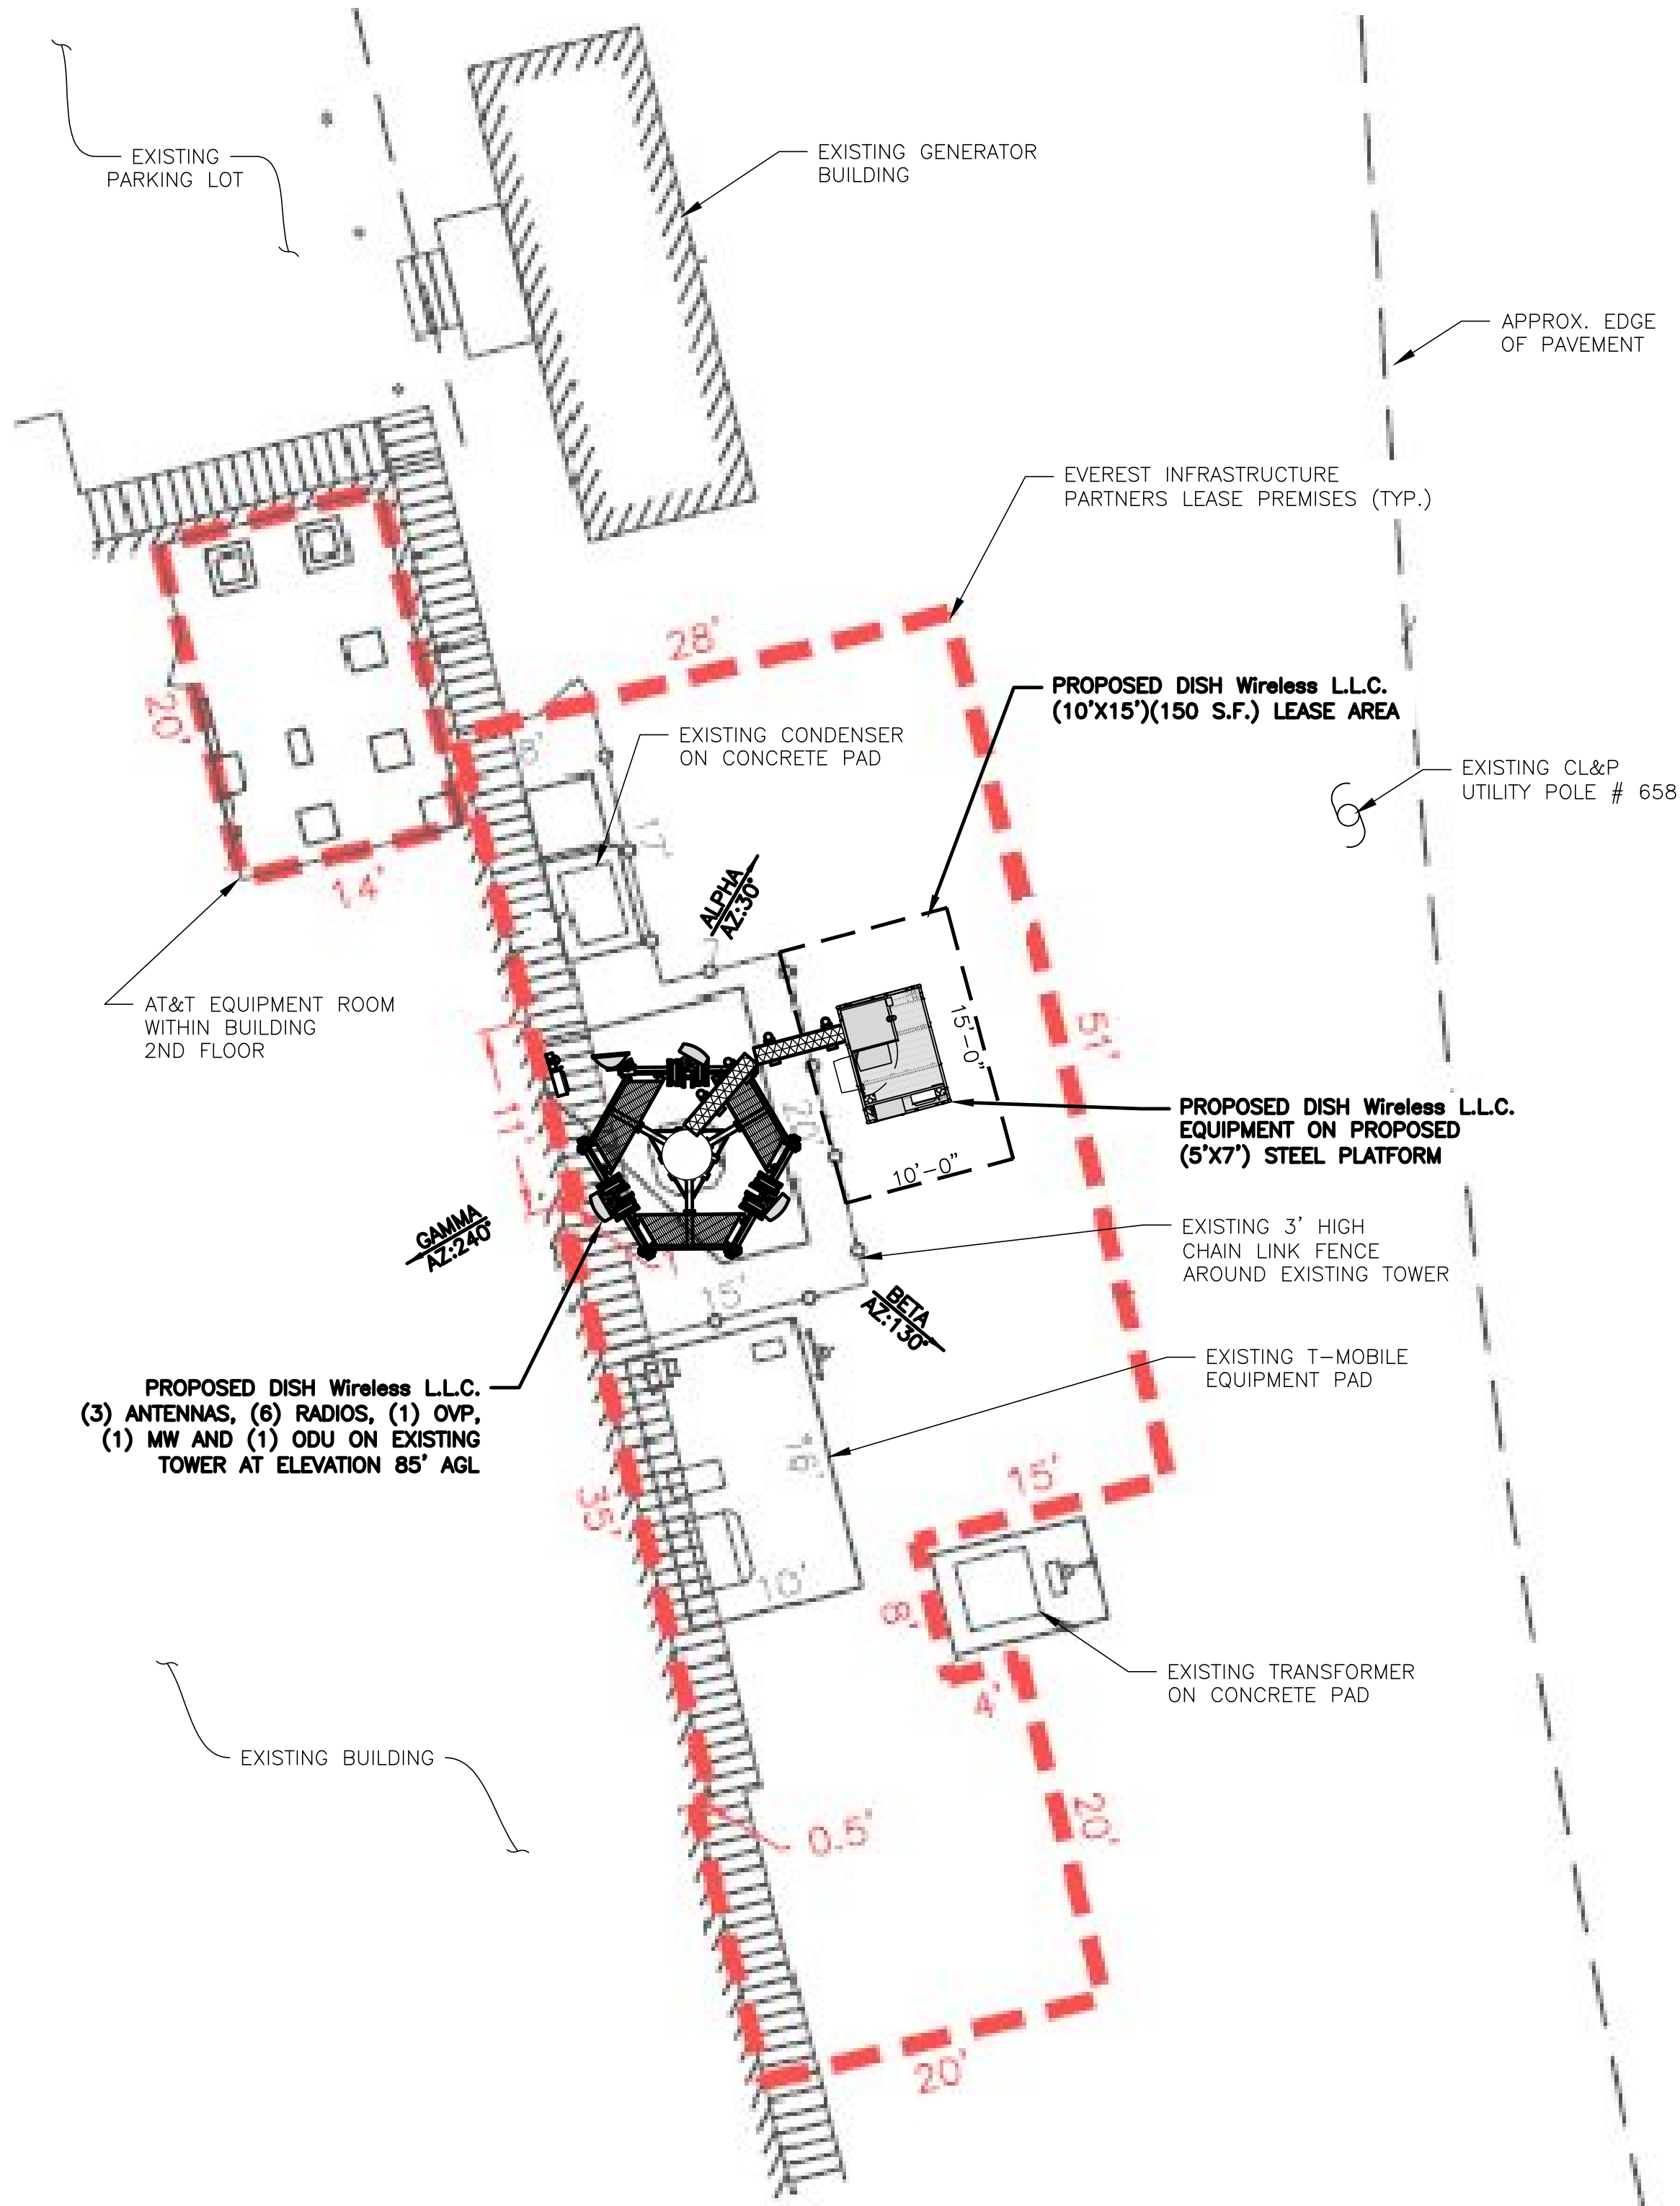 EXISTING
PARKING LOT
EXISTING GENERATOR
BUILDING
APPROX. EDGE
OF PAVEMENT
EVEREST INFRASTRUCTURE
PARTNERS LEASE PREMISES (TYP.)
28'
PROPOSED DISH Wireless L.L.C.
(10'X15')(150 S.F.) LEASE AREA
20'
8'
EXISTING CONDENSER
ON CONCRETE PAD
EXISTING CL&P
UTILITY POLE # 658
17'
14'
ALPHA
AZ:30°
AT&T EQUIPMENT ROOM
WITHIN BUILDING
2ND FLOOR
15'-0"
51'
11'
20'
PROPOSED DISH Wireless L.L.C.
EQUIPMENT ON PROPOSED
(5'X7') STEEL PLATFORM
10'-0"
GAMMA
AZ:240°
EXISTING 3' HIGH
CHAIN LINK FENCE
AROUND EXISTING TOWER
15'
BETA
AZ:130°
EXISTING T-MOBILE
EQUIPMENT PAD
PROPOSED DISH Wireless L.L.C.
(3) ANTENNAS, (6) RADIOS, (1) OVP,
(1) MW AND (1) ODU ON EXISTING
TOWER AT ELEVATION 85' AGL
16'
15'
35'
10'
8'
EXISTING TRANSFORMER
ON CONCRETE PAD
4'
EXISTING BUILDING
0.5'
20'
20'